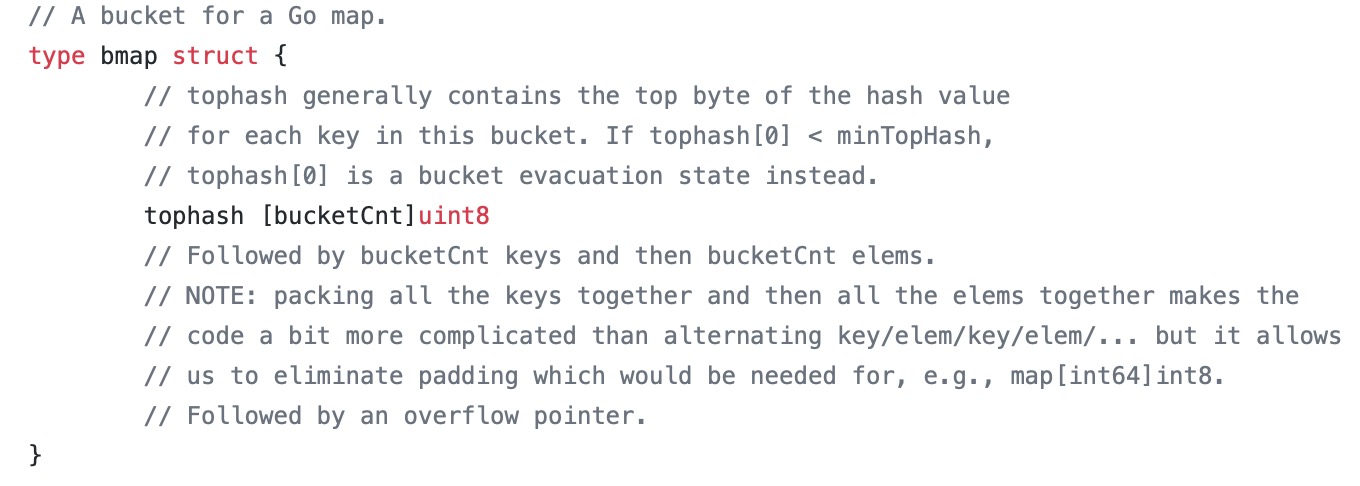 // A bucket for a Go map.
type bmap struct {
// tophash generally contains the top byte of the hash value
// for each key in this bucket. If tophash[0] < minTopHash,
// tophash[0] is a bucket evacuation state instead.
tophash [bucketCnt]uint8
// Followed by bucketCnt keys and then bucketCnt elems.
// NOTE: packing all the keys together and then all the elems together makes the
// code a bit more complicated than alternating key/elem/key/elem/... but it allows
// us to eliminate padding which would be needed for, e.g., map[int64]int8.
// Followed by an overflow pointer.
}